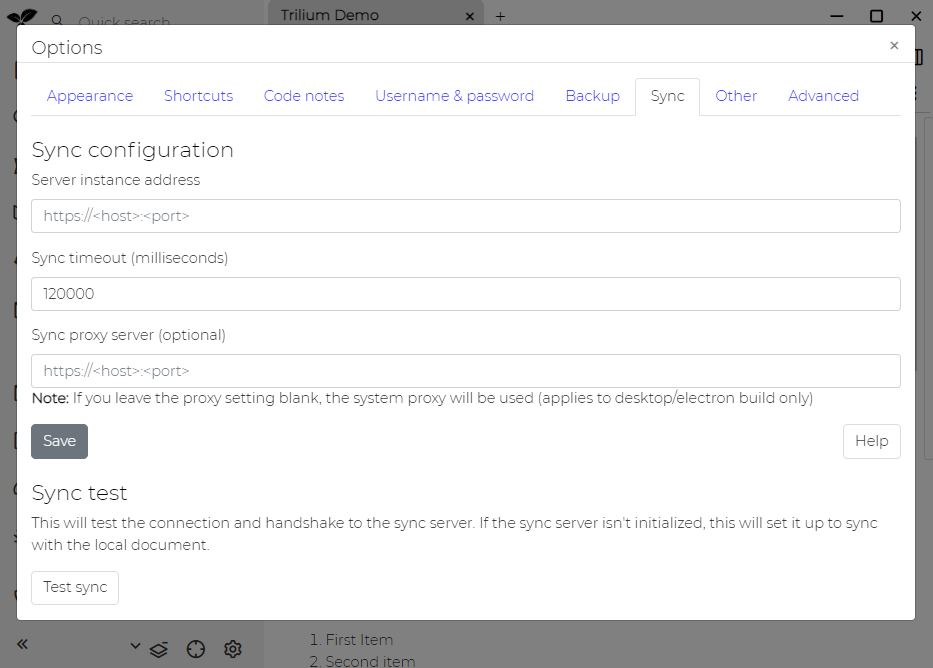 Quick search
Trilium Demo
Options
Appearance
Shortcuts
Code notes
Username & password
Backup
Sync
Other
Advanced
Sync configuration
Server instance address
https://<host>:<port>
Sync timeout (milliseconds)
120000
Sync proxy server (optional)
https://<host>:<port>
Note: If you leave the proxy setting blank, the system proxy will be used (applies to desktop/electron build only)
Save
Help
Sync test
This will test the connection and handshake to the sync server. If the sync server isn't initialized, this will set it up to sync
with the local document.
Test sync
1. First Item
2. Second item